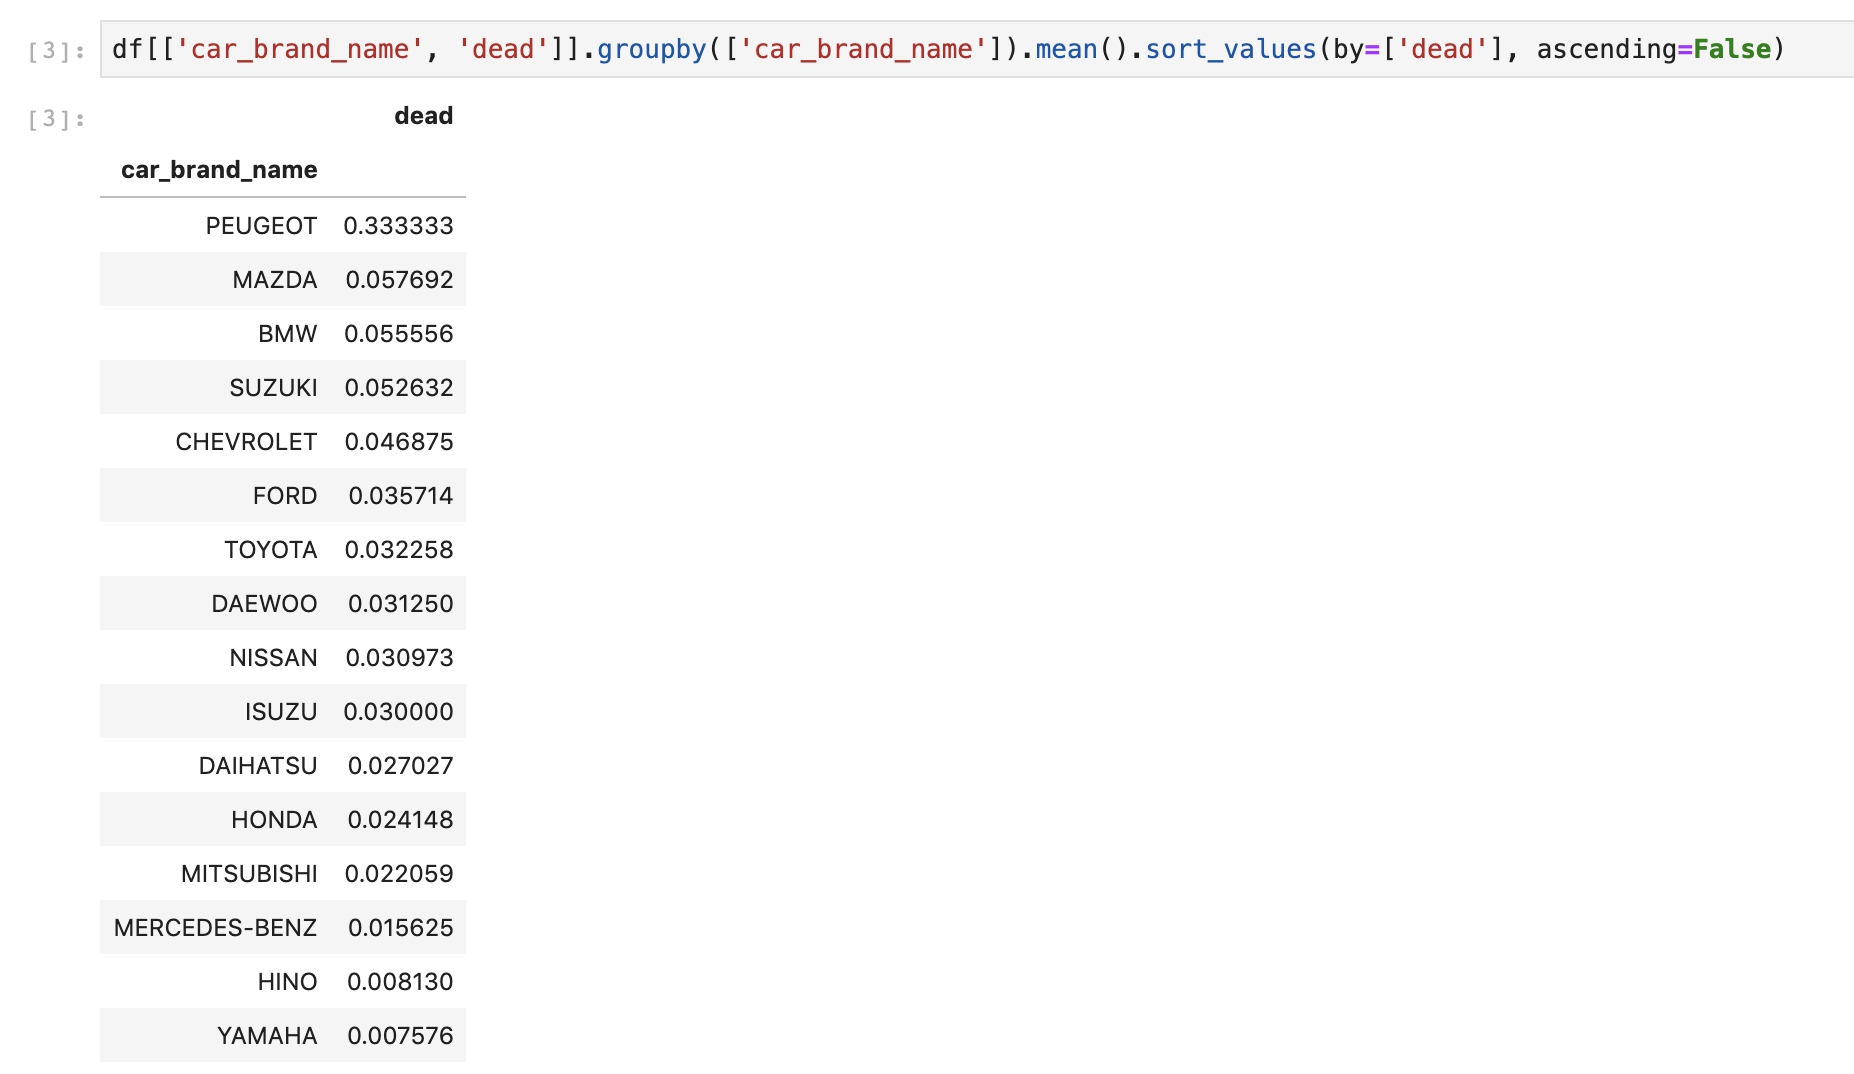 [3]: df[['car_brand_name', 'dead']].groupby(['car_brand_name']).mean().sort_values(by=['dead'], ascending=False)
[3]: dead
car_brand_name
PEUGEOT 0.333333
MAZDA 0.057692
BMW 0.055556
SUZUKI 0.052632
CHEVROLET 0.046875
FORD 0.035714
TOYOTA 0.032258
DAEWOO 0.031250
NISSAN 0.030973
ISUZU 0.030000
DAIHATSU 0.027027
HONDA 0.024148
MITSUBISHI 0.022059
MERCEDES-BENZ 0.015625
HINO 0.008130
YAMAHA 0.007576